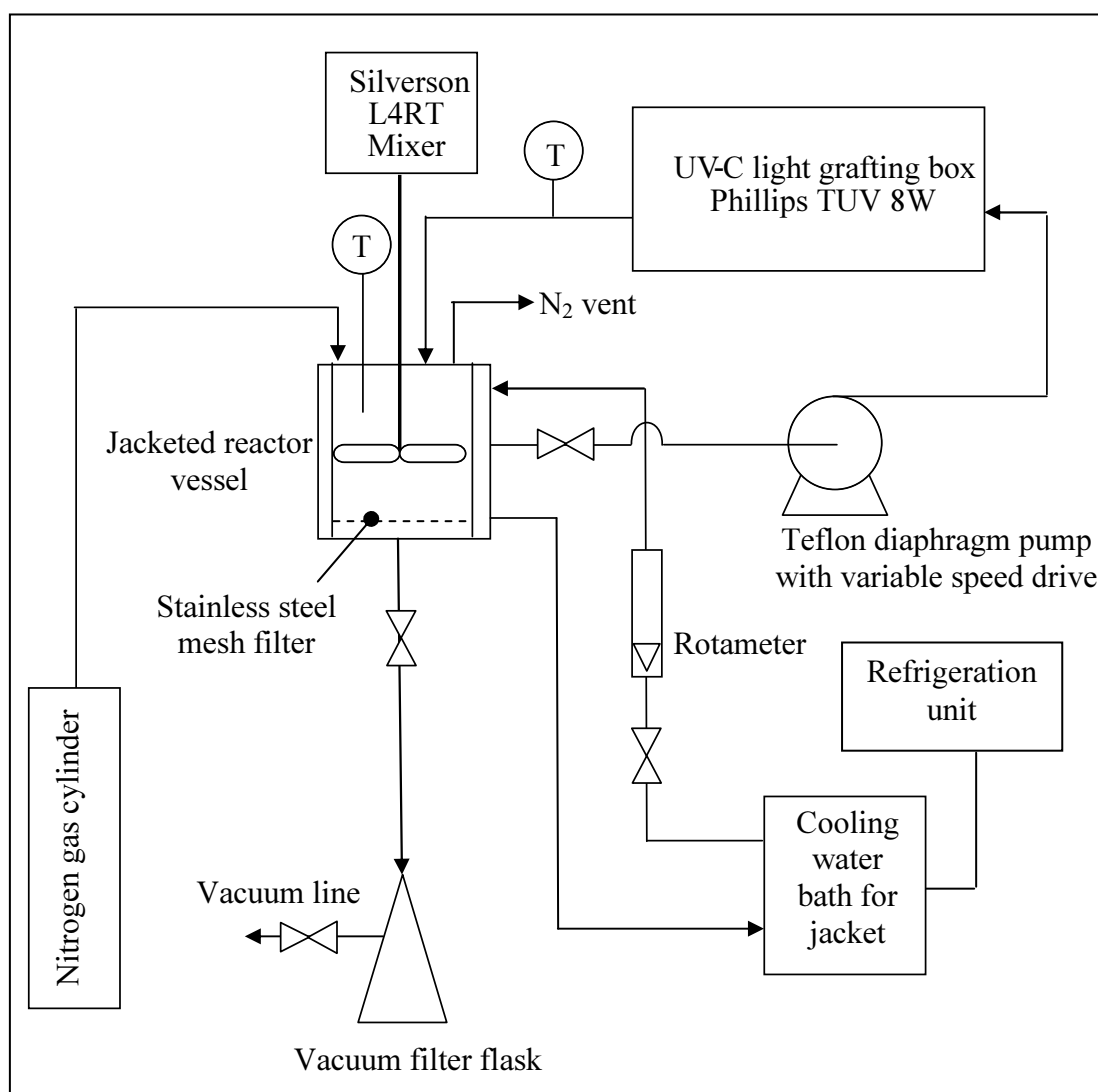 Silverson
L4RT
Mixer
T
UV-C light grafting box
Phillips TUV 8W
T
N₂ vent
Jacketed reactor
vessel
Teflon diaphragm pump
with variable speed drive
Stainless steel
mesh filter
Rotameter
Refrigeration
unit
Nitrogen gas cylinder
Cooling
water
bath for
jacket
Vacuum line
Vacuum filter flask